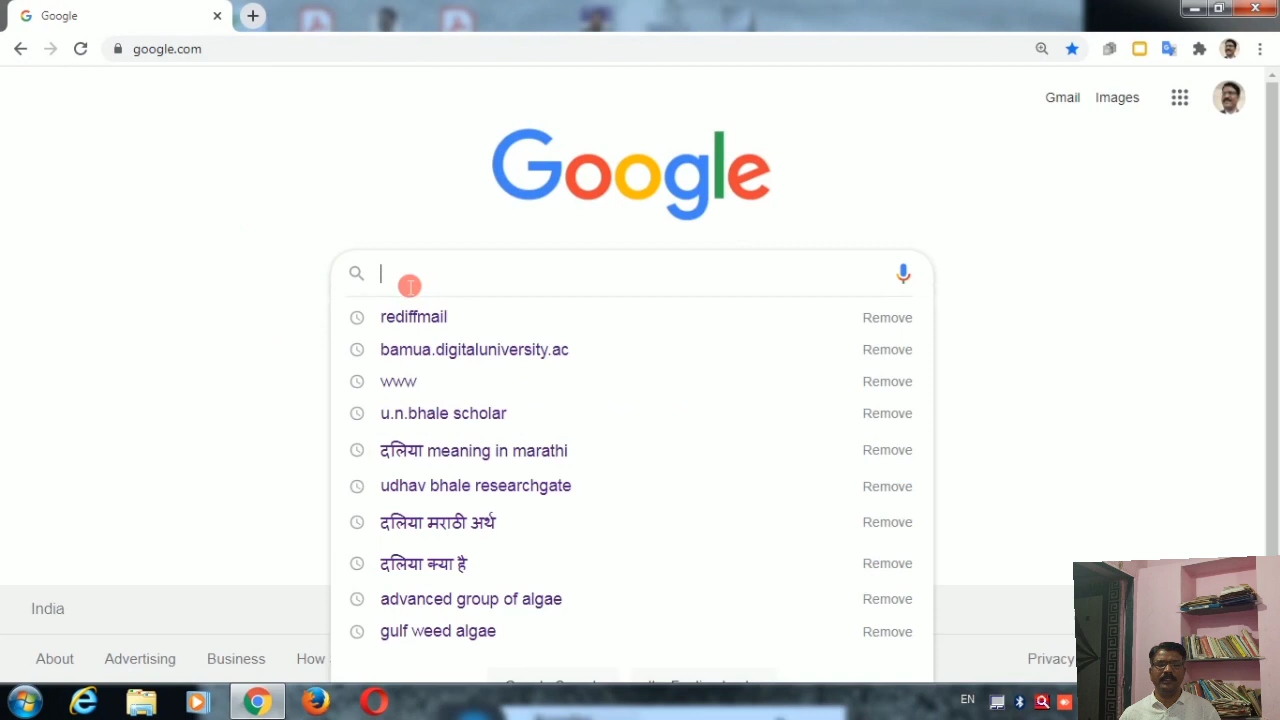 Google
google.com
Gmail Images
Google
rediffmail Remove
bamua.digitaluniversity.ac Remove
www Remove
u.n.bhale scholar Remove
दलिया meaning in marathi Remove
udhav bhale researchgate Remove
दलिया मराठी अर्थ Remove
दलिया क्या है Remove
advanced group of algae Remove
gulf weed algae Remove
India
About Advertising Business How Privacy
EN